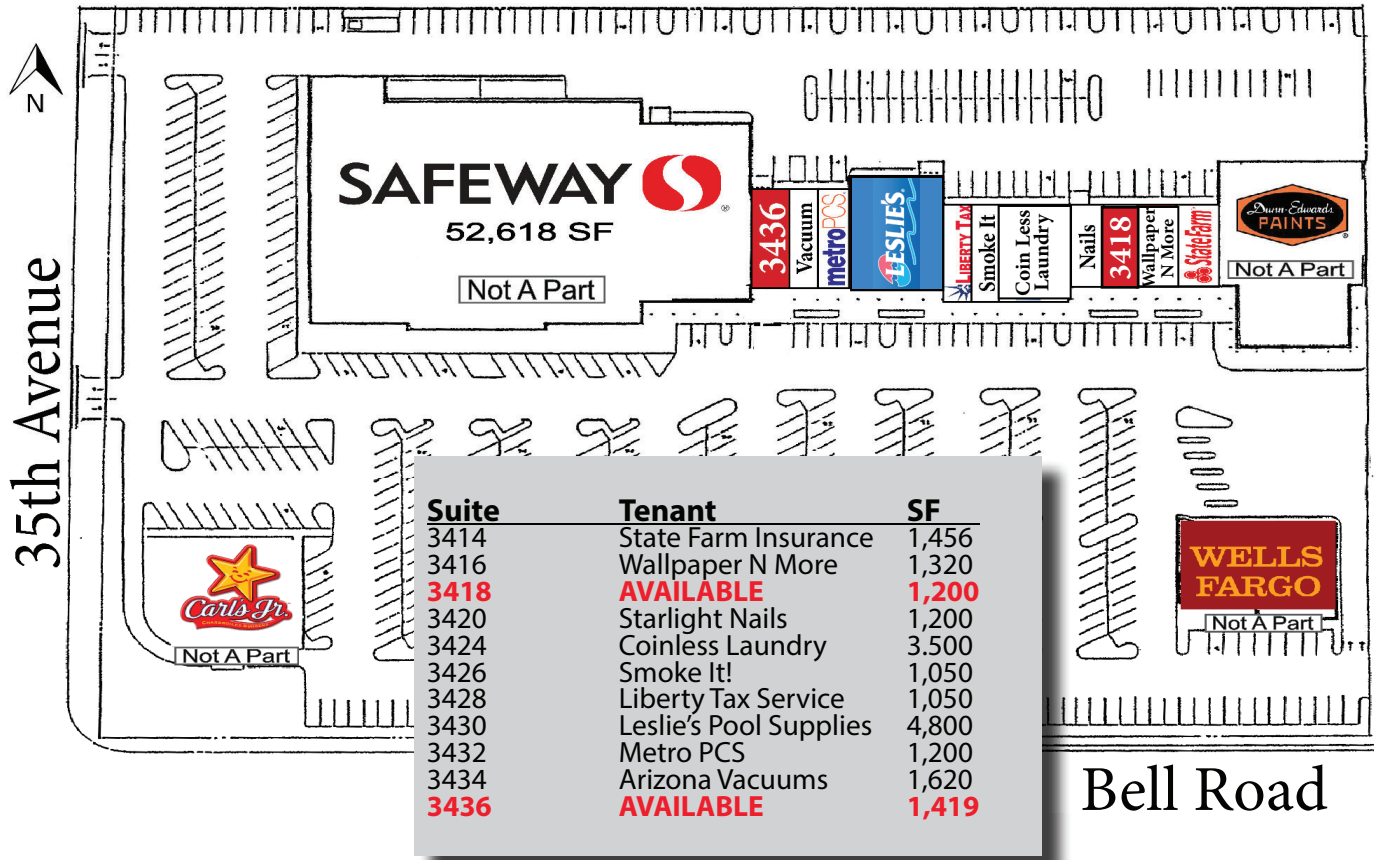 N
SAFEWAY
52,618 SF
Not A Part
3436
Vacuum
metroPCS
LESLIE'S
LIBERTY TAX
Smoke It
Coin Less
Laundry
Nails
3418
Wallpaper
N More
StateFarm
Dunn-Edwards
PAINTS
Not A Part
35th Avenue
Carl's Jr.
CHARBROILED BURGERS
Not A Part
WELLS
FARGO
Not A Part
Suite Tenant SF
3414 State Farm Insurance 1,456
3416 Wallpaper N More 1,320
3418 AVAILABLE 1,200
3420 Starlight Nails 1,200
3424 Coinless Laundry 3.500
3426 Smoke It! 1,050
3428 Liberty Tax Service 1,050
3430 Leslie's Pool Supplies 4,800
3432 Metro PCS 1,200
3434 Arizona Vacuums 1,620
3436 AVAILABLE 1,419
Bell Road